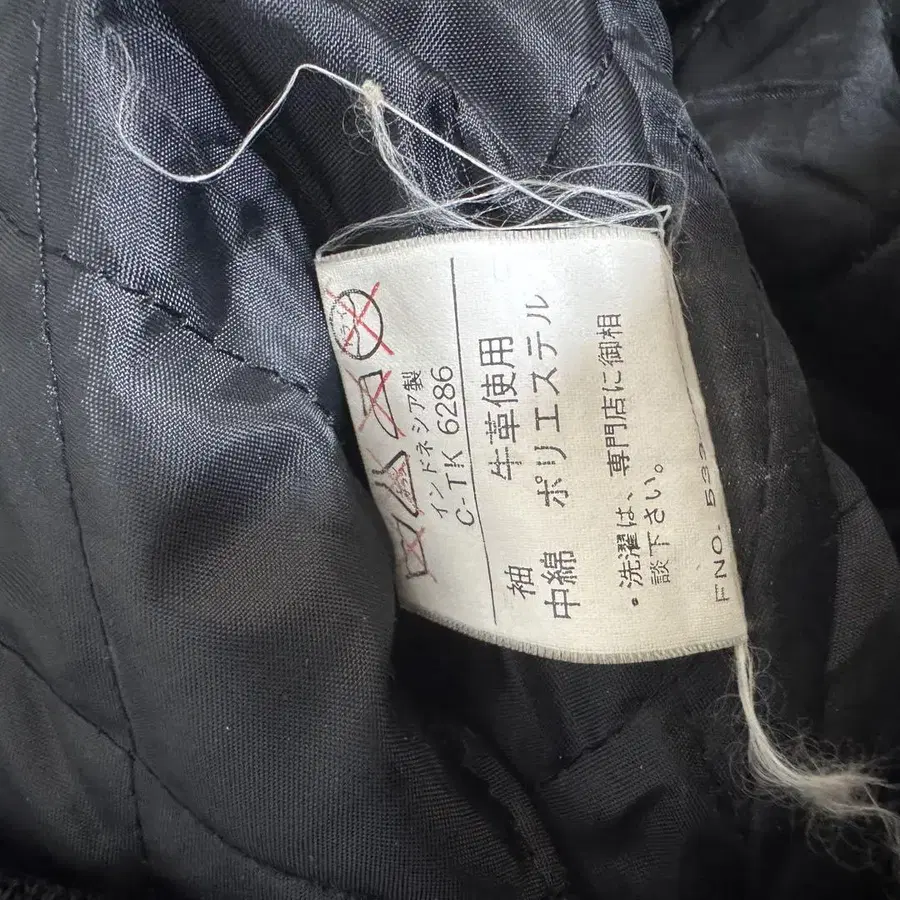 インドネシア製
C-TK 6286
袖 牛革使用
中綿 ポリエステル
・洗濯は、専門店に御相
談下さい。
FNO. 532